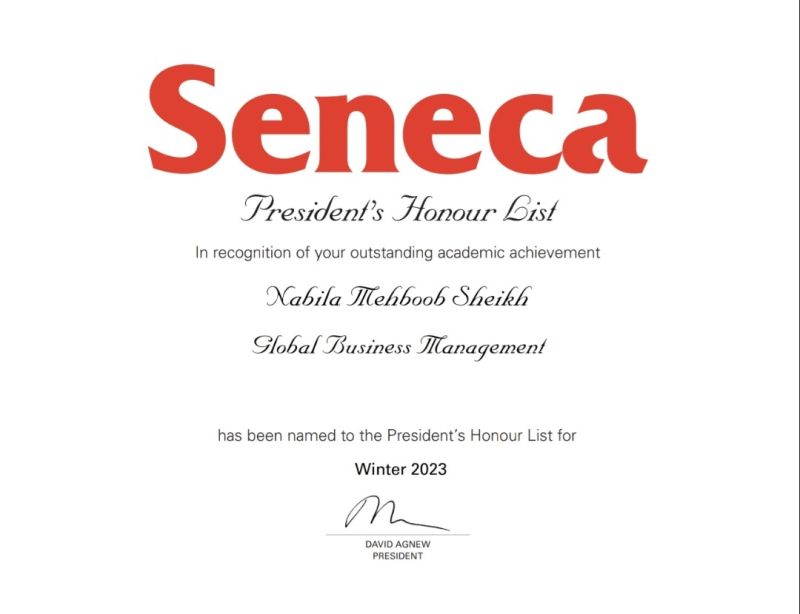 Seneca
President's Honour List
In recognition of your outstanding academic achievement
Nabila Mehboob Sheikh
Global Business Management
has been named to the President's Honour List for
Winter 2023
DAVID AGNEW
PRESIDENT